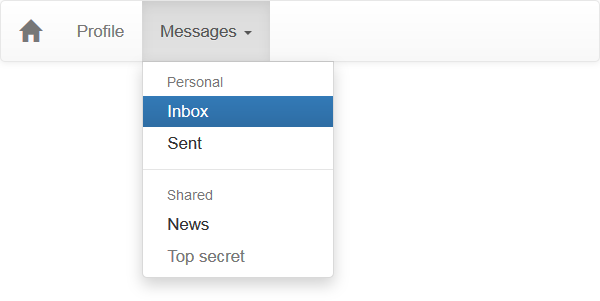 Profile Messages
Personal
Inbox
Sent
Shared
News
Top secret